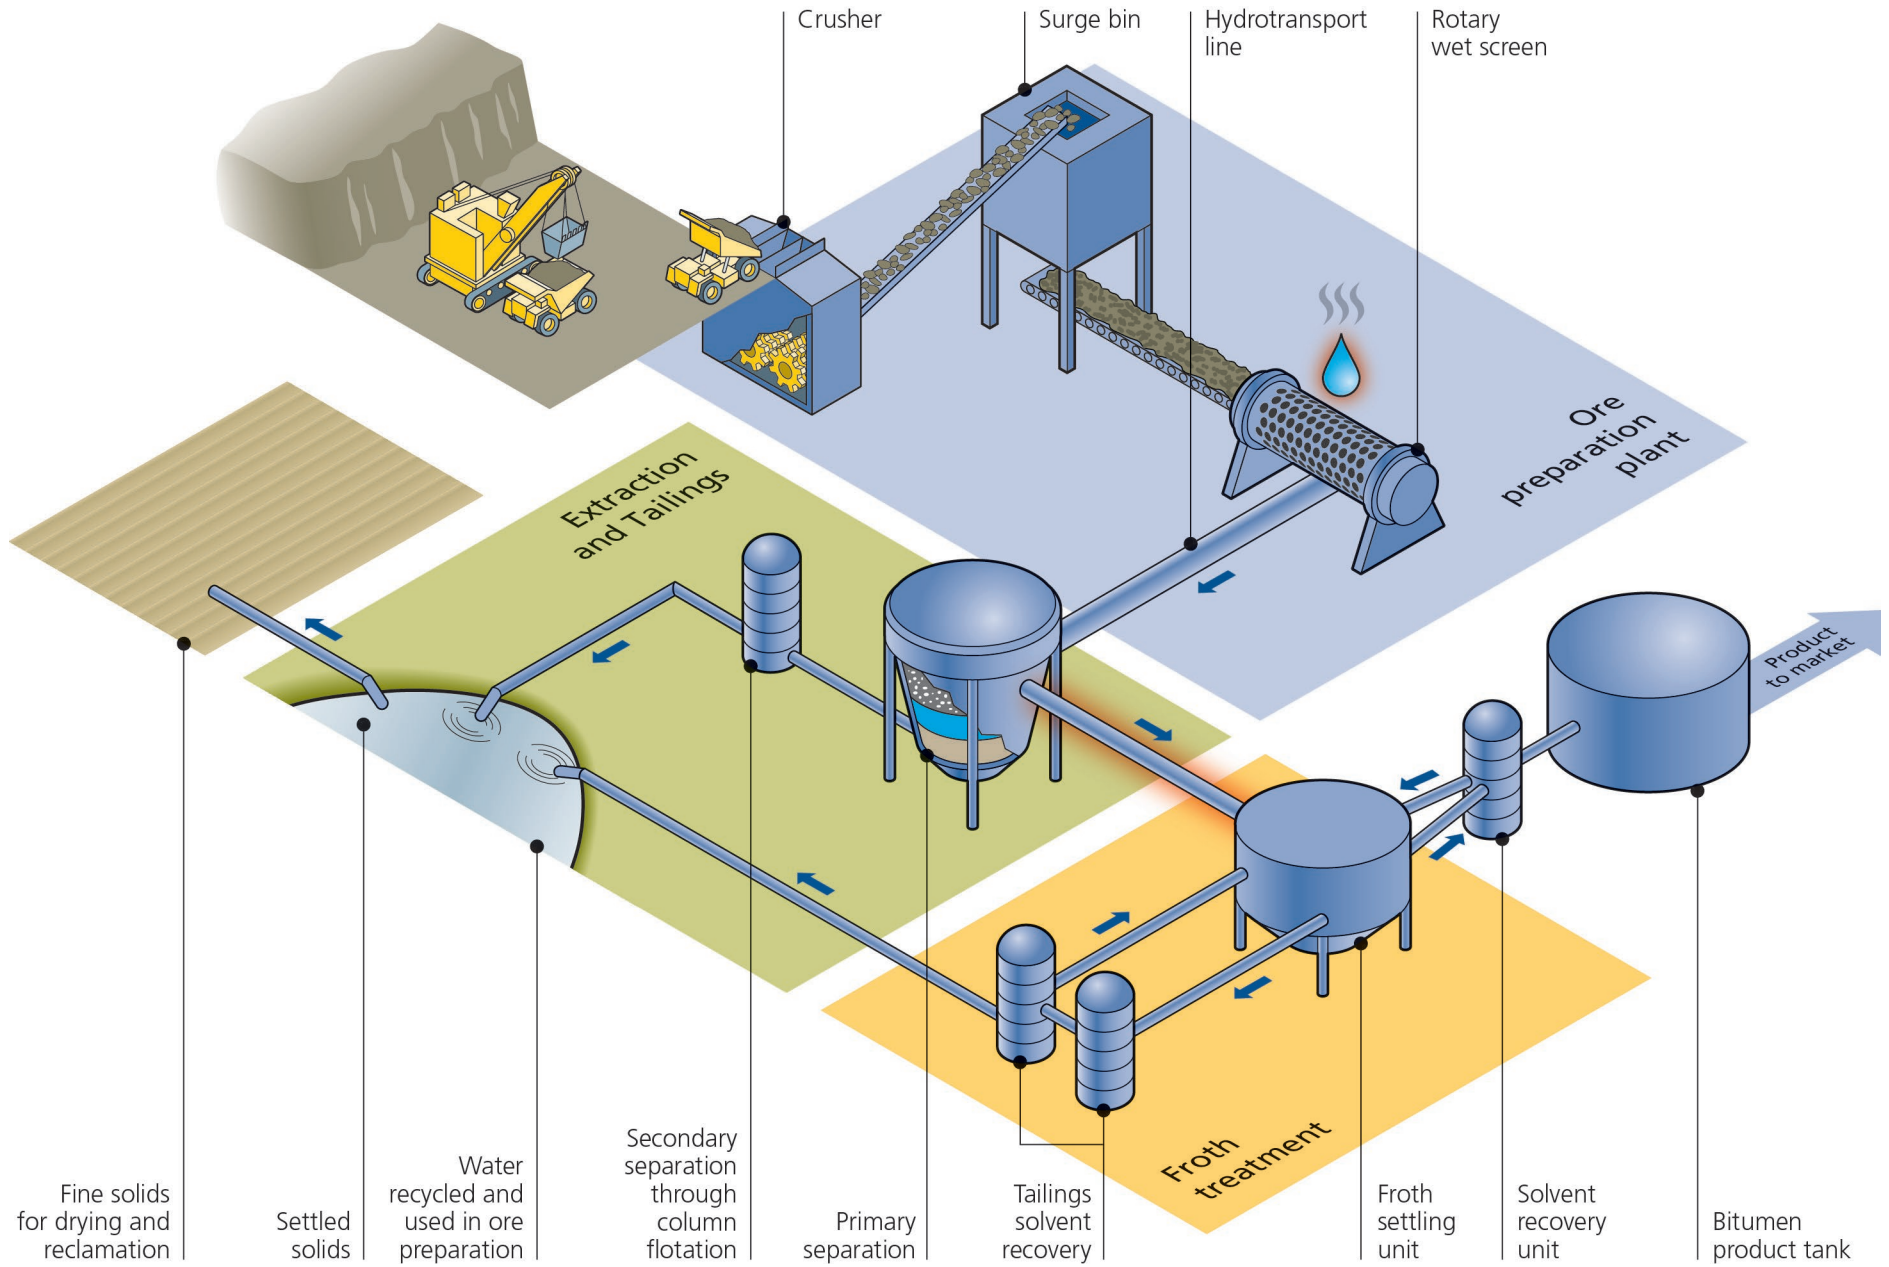 Crusher
Surge bin
Hydrotransport
line
Rotary
wet screen
Ore
preparation
plant
Extraction
and Tailings
Product
to market
Froth
treatment
Fine solids
for drying and
reclamation
Settled
solids
Water
recycled and
used in ore
preparation
Secondary
separation
through
column
flotation
Primary
separation
Tailings
solvent
recovery
Froth
settling
unit
Solvent
recovery
unit
Bitumen
product tank